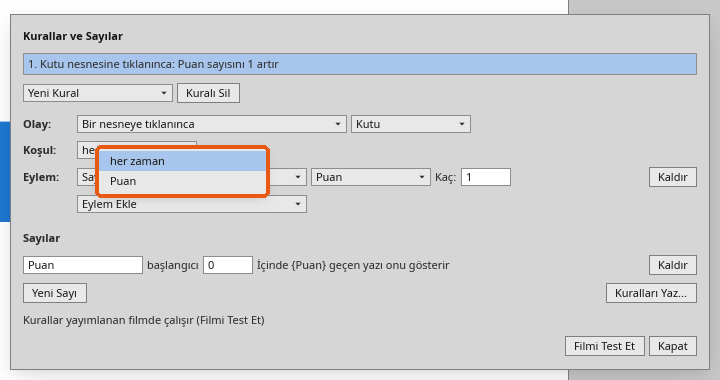 Kurallar ve Sayılar
1. Kutu nesnesine tıklanınca: Puan sayısını 1 artır
Yeni Kural Kuralı Sil
Olay: Bir nesneye tıklanınca Kutu
Koşul:
her zaman
Puan
Eylem: Puan Kaç: 1 Kaldır
Eylem Ekle
Sayılar
Puan başlangıcı 0 İçinde {Puan} geçen yazı onu gösterir Kaldır
Yeni Sayı Kuralları Yaz...
Kurallar yayımlanan filmde çalışır (Filmi Test Et)
Filmi Test Et Kapat